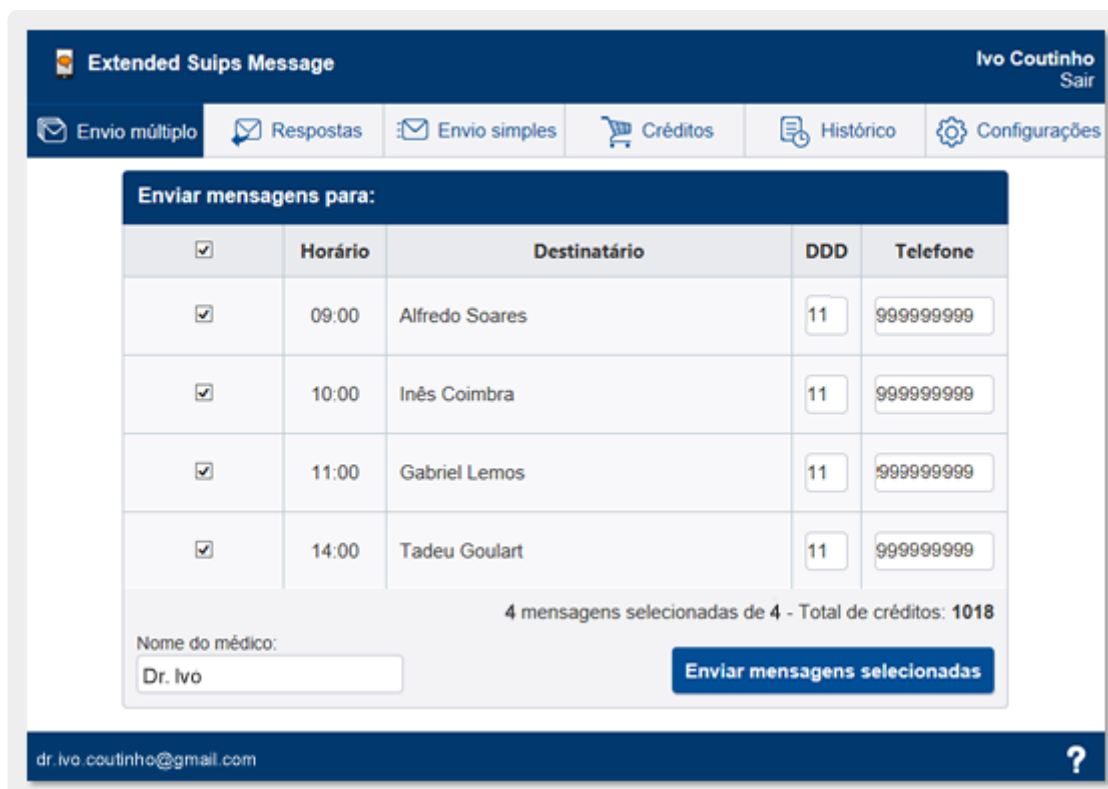 Extended Suips Message
Ivo Coutinho
Sair
Envio múltiplo Respostas Envio simples Créditos Histórico Configurações
Enviar mensagens para:
Horário Destinatário DDD Telefone
09:00 Alfredo Soares 11 999999999
10:00 Inês Coimbra 11 999999999
11:00 Gabriel Lemos 11 999999999
14:00 Tadeu Goulart 11 999999999
4 mensagens selecionadas de 4 - Total de créditos: 1018
Nome do médico:
Dr. Ivo
Enviar mensagens selecionadas
dr.ivo.coutinho@gmail.com ?